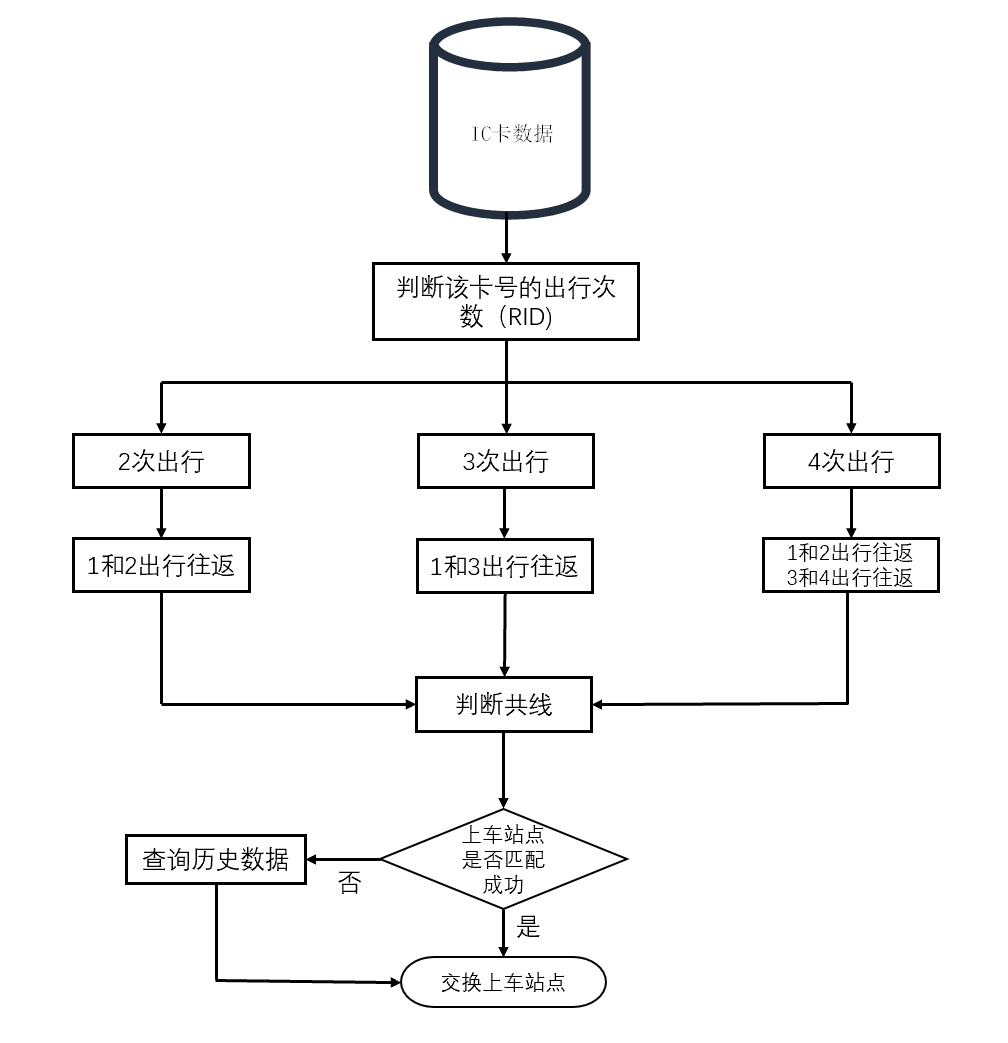 IC卡数据
判断该卡号的出行次
数（RID)
2次出行
3次出行
4次出行
1和2出行往返
1和3出行往返
1和2出行往返
3和4出行往返
判断共线
上车站点
是否匹配
成功
查询历史数据
否
是
交换上车站点